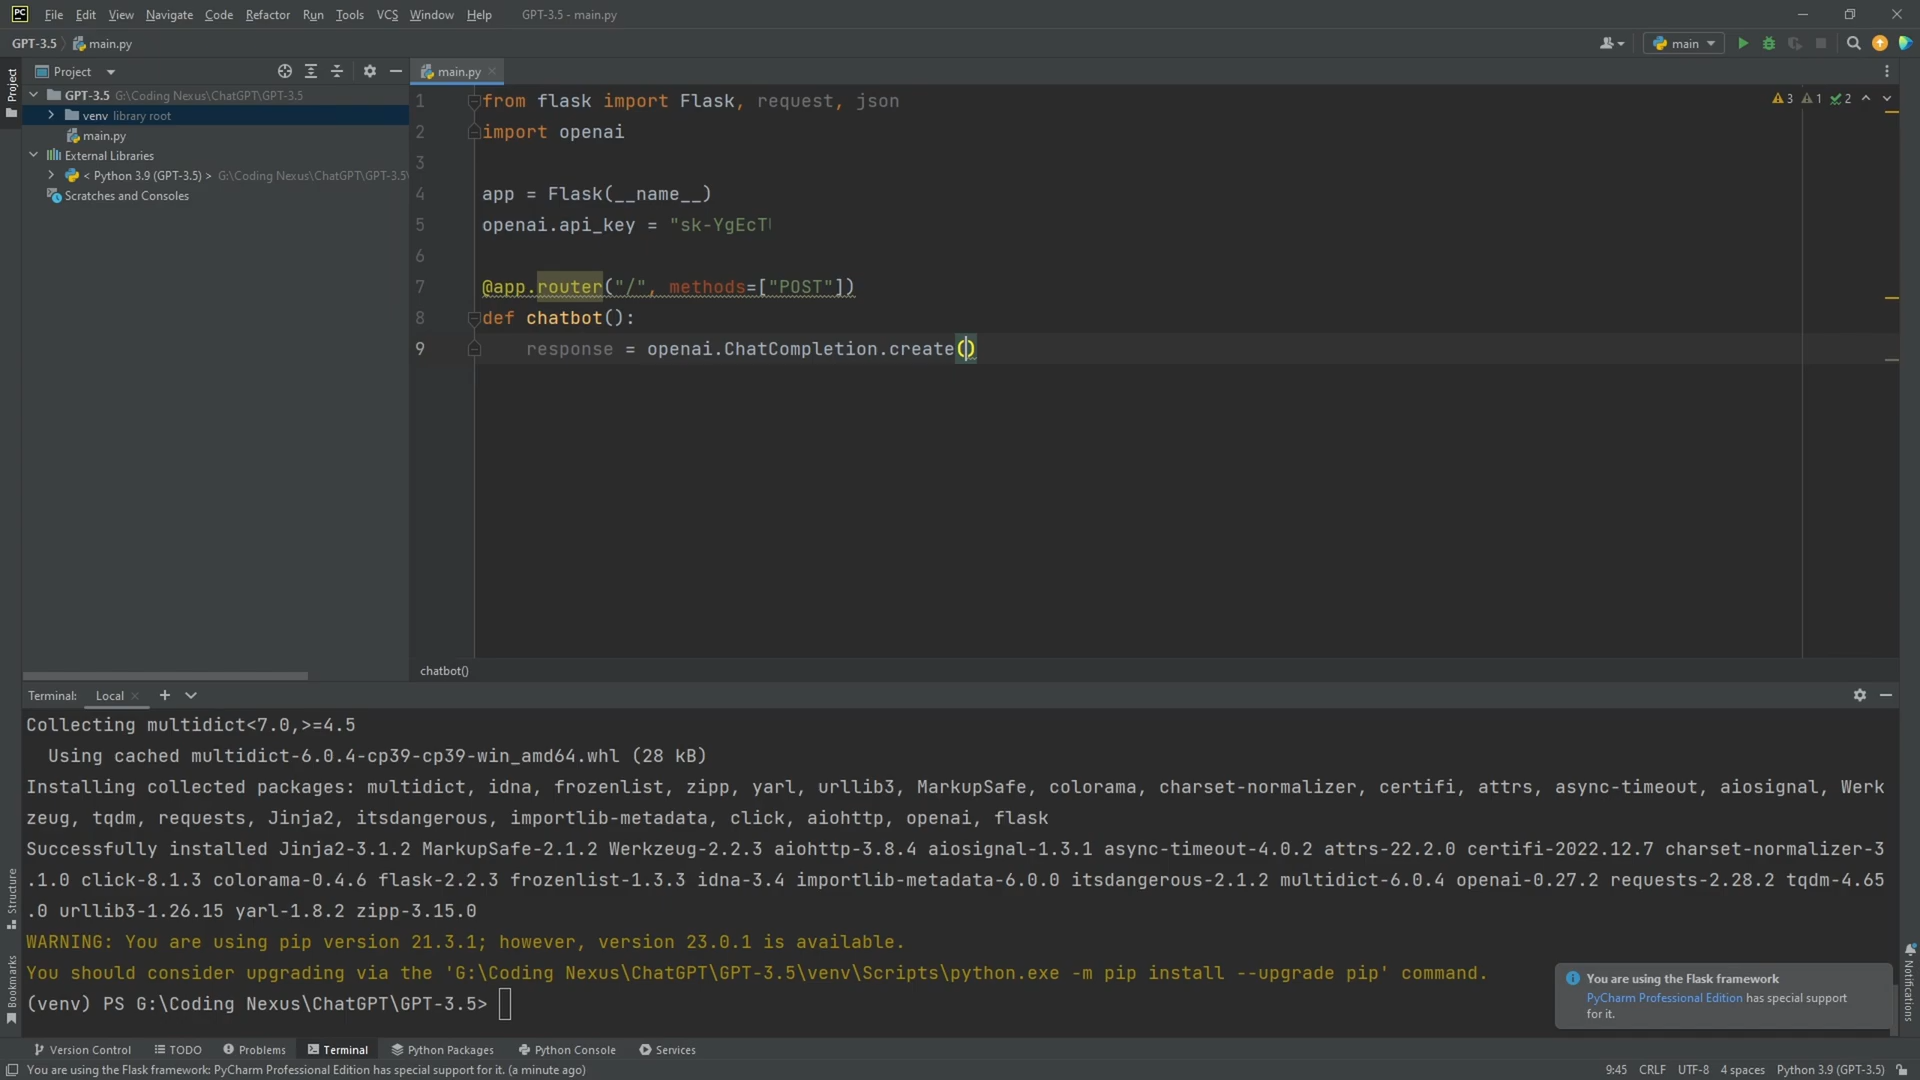 PC File Edit View Navigate Code Refactor Run Tools VCS Window Help GPT-3.5 - main.py
GPT-3.5 main.py
main
Project
Project
main.py
GPT-3.5 G:\Coding Nexus\ChatGPT\GPT-3.5
venv library root
main.py
External Libraries
< Python 3.9 (GPT-3.5) > G:\Coding Nexus\ChatGPT\GPT-3.5\
Scratches and Consoles
3 1 2
1 from flask import Flask, request, json
2 import openai
3
4 app = Flask(__name__)
5 openai.api_key = "sk-YgEcT
6
7 @app.router("/", methods=["POST"])
8 def chatbot():
9 response = openai.ChatCompletion.create()
chatbot()
Terminal: Local
Collecting multidict<7.0,>=4.5
Using cached multidict-6.0.4-cp39-cp39-win_amd64.whl (28 kB)
Installing collected packages: multidict, idna, frozenlist, zipp, yarl, urllib3, MarkupSafe, colorama, charset-normalizer, certifi, attrs, async-timeout, aiosignal, Werk
zeug, tqdm, requests, Jinja2, itsdangerous, importlib-metadata, click, aiohttp, openai, flask
Successfully installed Jinja2-3.1.2 MarkupSafe-2.1.2 Werkzeug-2.2.3 aiohttp-3.8.4 aiosignal-1.3.1 async-timeout-4.0.2 attrs-22.2.0 certifi-2022.12.7 charset-normalizer-3
.1.0 click-8.1.3 colorama-0.4.6 flask-2.2.3 frozenlist-1.3.3 idna-3.4 importlib-metadata-6.0.0 itsdangerous-2.1.2 multidict-6.0.4 openai-0.27.2 requests-2.28.2 tqdm-4.65
.0 urllib3-1.26.15 yarl-1.8.2 zipp-3.15.0
WARNING: You are using pip version 21.3.1; however, version 23.0.1 is available.
You should consider upgrading via the 'G:\Coding Nexus\ChatGPT\GPT-3.5\venv\Scripts\python.exe -m pip install --upgrade pip' command.
(venv) PS G:\Coding Nexus\ChatGPT\GPT-3.5>
Structure
Bookmarks
Notifications
You are using the Flask framework
PyCharm Professional Edition has special support
for it.
Version Control TODO Problems Terminal Python Packages Python Console Services
You are using the Flask framework: PyCharm Professional Edition has special support for it. (a minute ago)
9:45 CRLF UTF-8 4 spaces Python 3.9 (GPT-3.5)